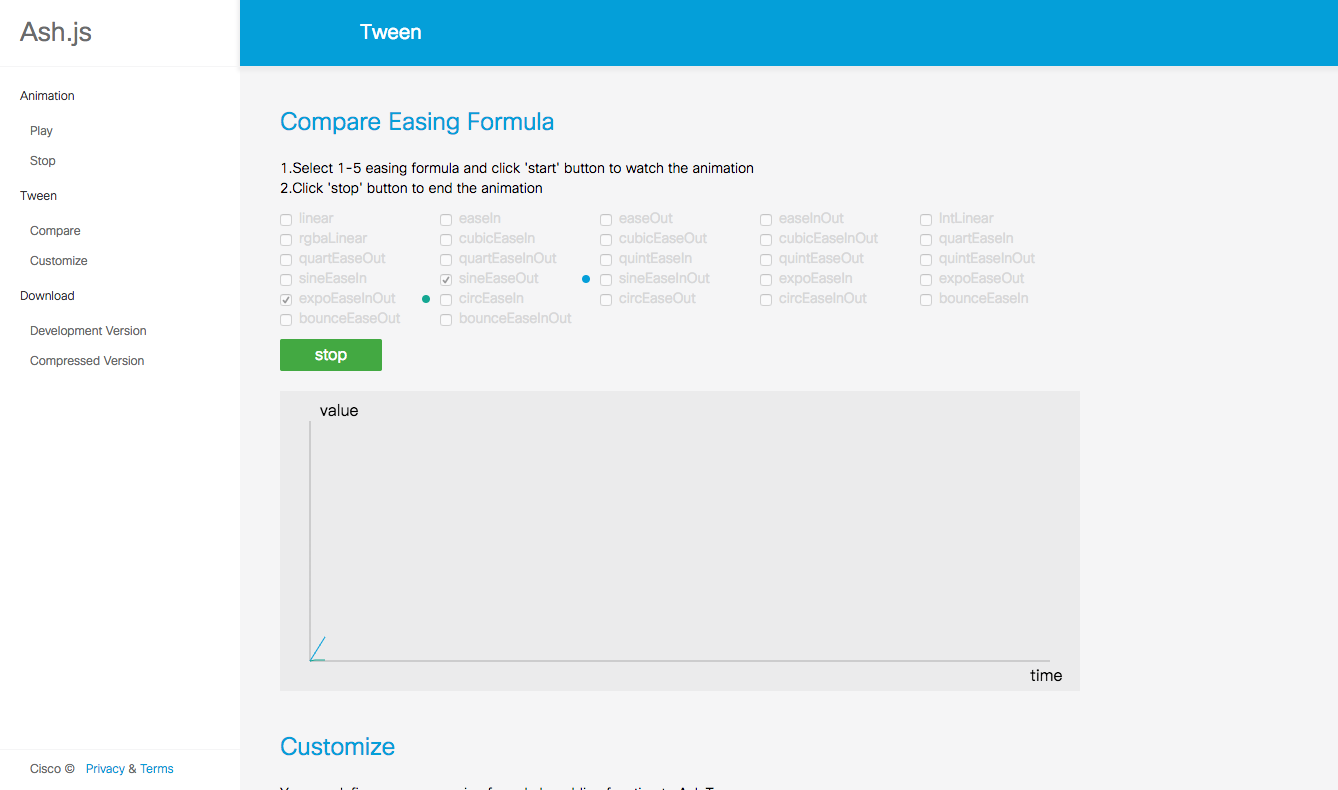 Ash.js
Tween
Animation
Play
Stop
Tween
Compare
Customize
Download
Development Version
Compressed Version
Cisco © Privacy & Terms
Compare Easing Formula
1.Select 1-5 easing formula and click 'start' button to watch the animation
2.Click 'stop' button to end the animation
linear easeIn easeOut easeInOut IntLinear
rgbaLinear cubicEaseIn cubicEaseOut cubicEaseInOut quartEaseIn
quartEaseOut quartEaseInOut quintEaseIn quintEaseOut quintEaseInOut
sineEaseIn sineEaseOut sineEaseInOut expoEaseIn expoEaseOut
expoEaseInOut circEaseIn circEaseOut circEaseInOut bounceEaseIn
bounceEaseOut bounceEaseInOut
stop
value
time
Customize